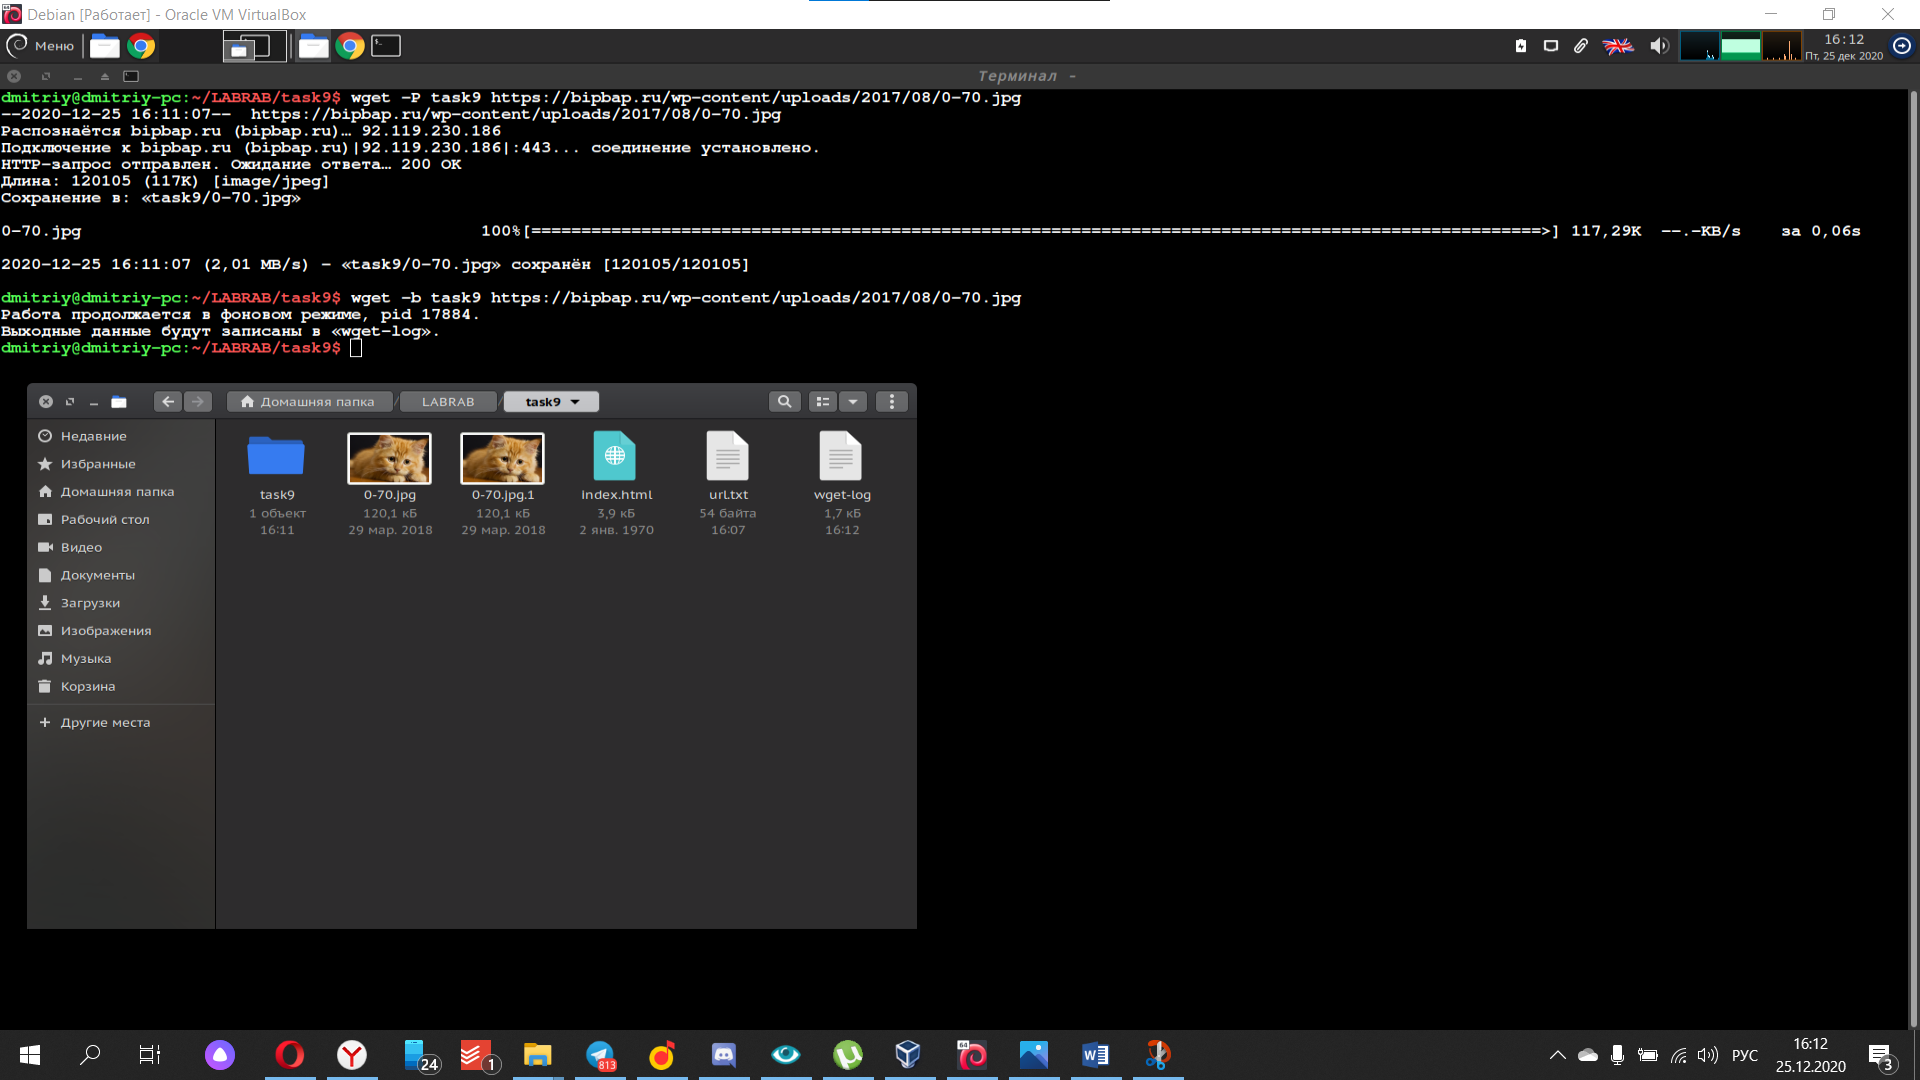 Debian [Работает] - Oracle VM VirtualBox
Меню
16:12
Пт, 25 дек 2020
Терминал -
dmitriy@dmitriy-pc:~/LABRAB/task9$ wget -P task9 https://bipbap.ru/wp-content/uploads/2017/08/0-70.jpg
--2020-12-25 16:11:07--  https://bipbap.ru/wp-content/uploads/2017/08/0-70.jpg
Распознаётся bipbap.ru (bipbap.ru)… 92.119.230.186
Подключение к bipbap.ru (bipbap.ru)|92.119.230.186|:443... соединение установлено.
HTTP-запрос отправлен. Ожидание ответа… 200 OK
Длина: 120105 (117K) [image/jpeg]
Сохранение в: «task9/0-70.jpg»
0-70.jpg 100%[=====================================================================================================>] 117,29K --.-KB/s за 0,06s
2020-12-25 16:11:07 (2,01 MB/s) - «task9/0-70.jpg» сохранён [120105/120105]
dmitriy@dmitriy-pc:~/LABRAB/task9$ wget -b task9 https://bipbap.ru/wp-content/uploads/2017/08/0-70.jpg
Работа продолжается в фоновом режиме, pid 17884.
Выходные данные будут записаны в «wget-log».
dmitriy@dmitriy-pc:~/LABRAB/task9$
Домашняя папка / LABRAB / task9
Недавние
Избранные
Домашняя папка
Рабочий стол
Видео
Документы
Загрузки
Изображения
Музыка
Корзина
Другие места
task9 0-70.jpg 0-70.jpg.1 index.html url.txt wget-log
1 объект 120,1 кБ 120,1 кБ 3,9 кБ 54 байта 1,7 кБ
16:11 29 мар. 2018 29 мар. 2018 2 янв. 1970 16:07 16:12
24
1
813
64
РУС
16:12
25.12.2020
3